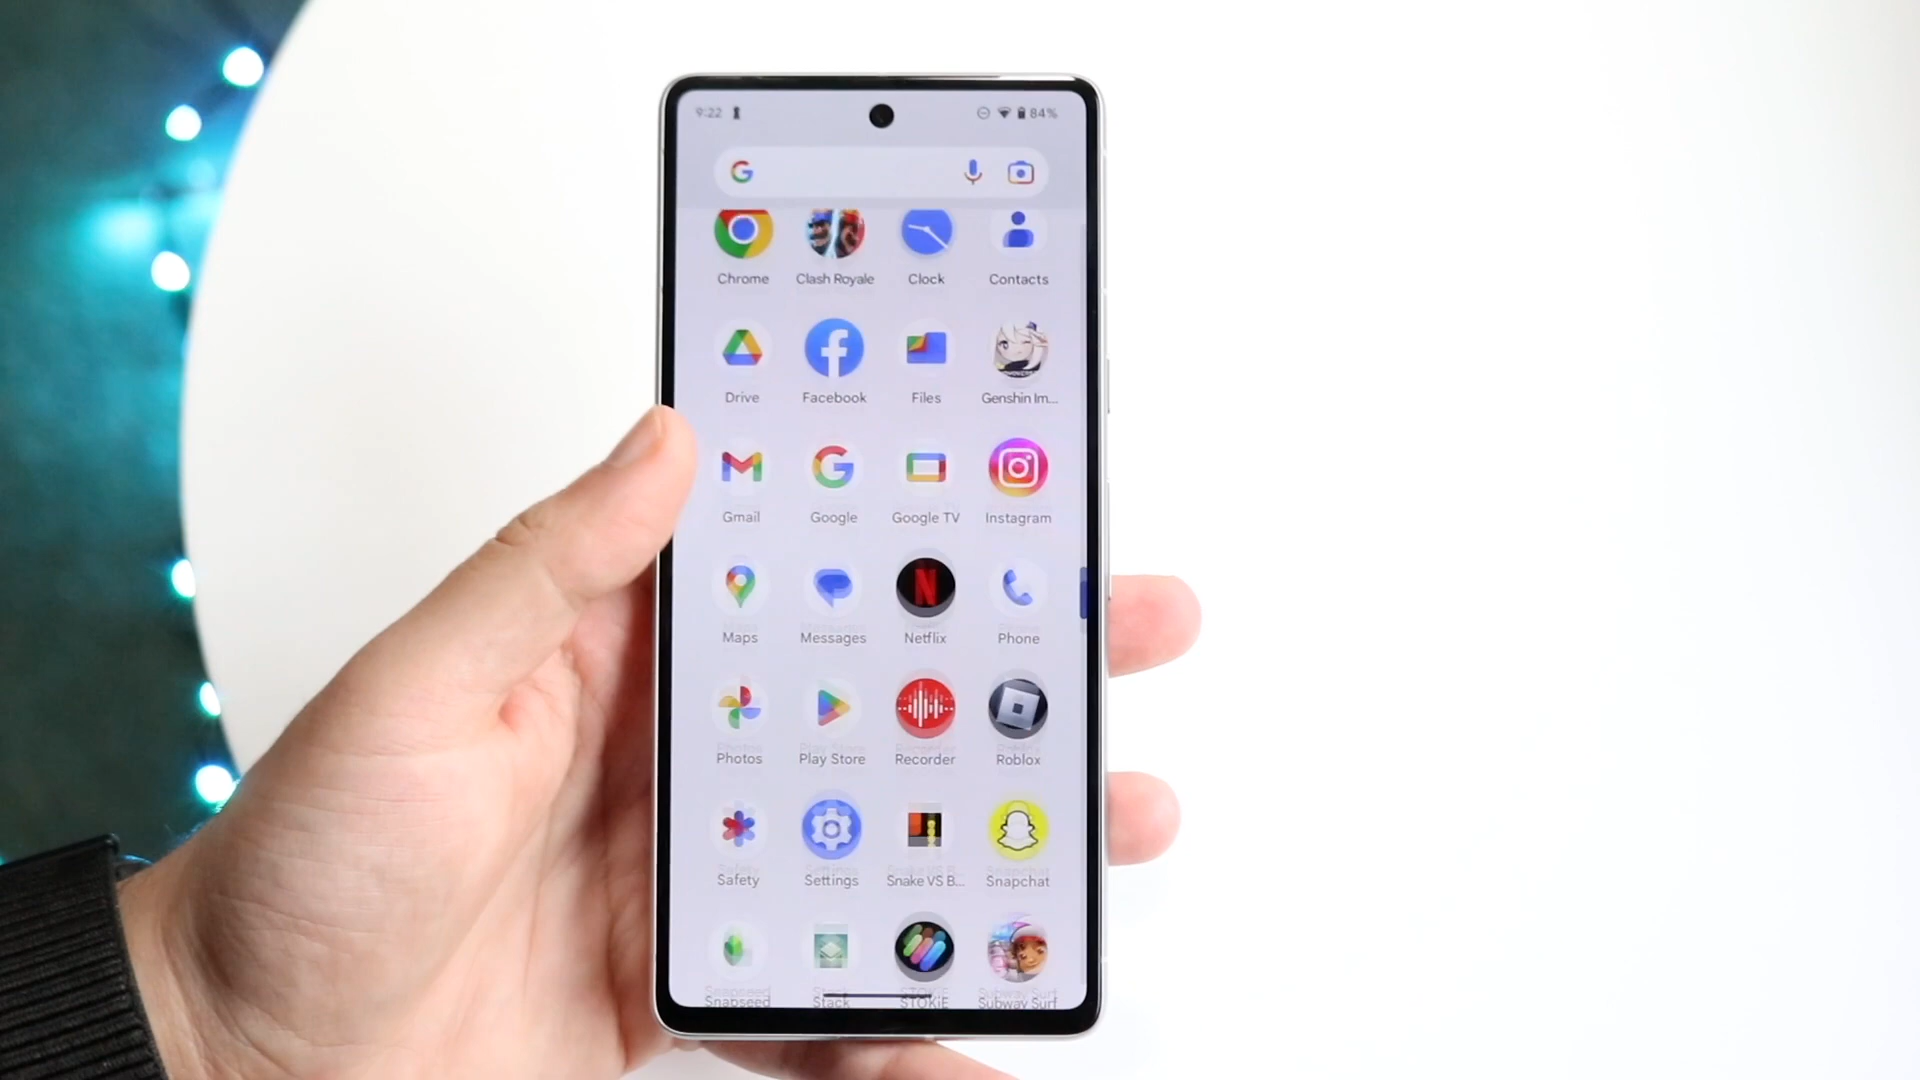 9:22 84%
Chrome Clash Royale Clock Contacts
Drive Facebook Files Genshin Im...
Gmail Google Google TV Instagram
Maps Messages Netflix Phone
Photos Play Store Recorder Roblox
Safety Settings Snake VS B... Snapchat
Snapseed Stack STOKiE Subway Surf